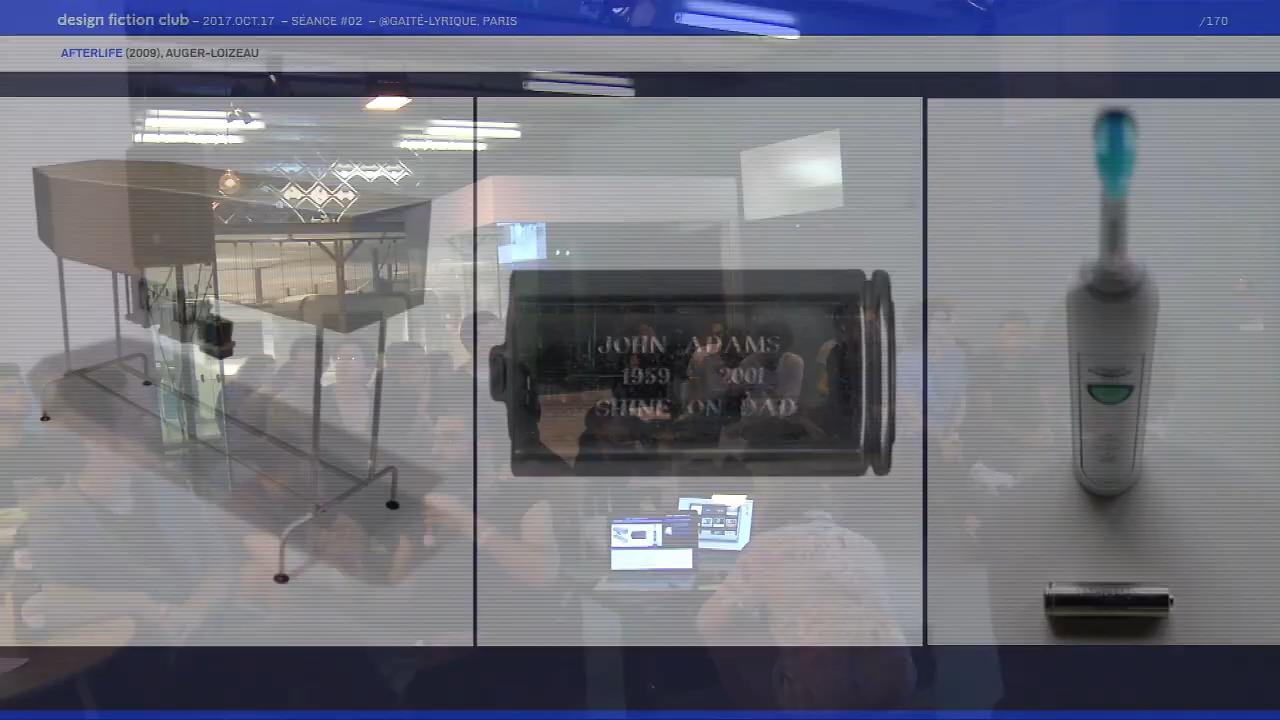 design fiction club – 2017.OCT.17 – SÉANCE #02 – @GAITÉ-LYRIQUE, PARIS
/170
AFTERLIFE (2009), AUGER-LOIZEAU
JOHN ADAMS
1959 2001
SHINE ON DAD